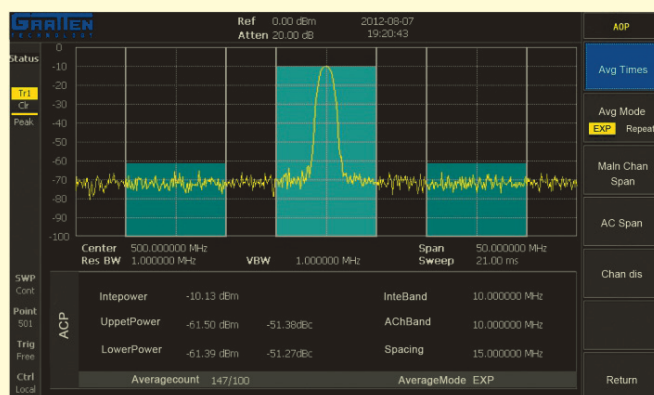 GRATTEN
TECHNOLOGIST
Ref 0.00 dBm 2012-08-07
Atten 20.00 dB 19:20:43
AOP
Status
Tr1
Clr
Peak
0
-10
-20
-30
-40
-50
-60
-70
-80
-90
-100
Avg Times
Avg Mode
EXP Repeat
Maln Chan
Span
AC Span
Chan dis
Return
Center 500.000000 MHz Span 50.000000 MHz
Res BW 1.000000 MHz VBW 1.000000 MHz Sweep 21.00 ms
SWP
Cont
Point
501
Trig
Free
Ctrl
Local
ACP
Intepower -10.13 dBm InteBand 10.000000 MHz
UppetPower -61.50 dBm -51.38dBc AChBand 10.000000 MHz
LowerPower -61.39 dBm -51.27dBc Spacing 15.000000 MHz
Averagecount 147/100 AverageMode EXP